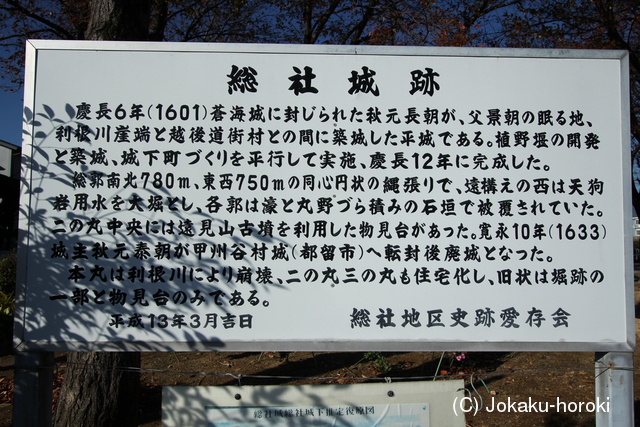 総社城跡
慶長6年(1601)蒼海城に封じられた秋元長朝が、父景朝の眠る地、
利根川崖端と越後道街村との間に築城した平城である。植野堰の開発
と築城、城下町づくりを平行して実施、慶長12年に完成した。
総郭南北780m、東西750mの同心円状の縄張りで、遠構えの西は天狗
岩用水を大堀とし、各郭は濠と丸野づら積みの石垣で被覆されていた。
二の丸中央には遠見山古墳を利用した物見台があった。寛永10年(1633)
城主秋元泰朝が甲州谷村城(都留市)へ転封後廃城となった。
本丸は利根川により崩壊、二の丸三の丸も住宅化し、旧状は堀跡の
一部と物見台のみである。
平成13年3月吉日
総社地区史跡愛存会
総社城総社城下推定復原図
(C)Jokaku-horoki